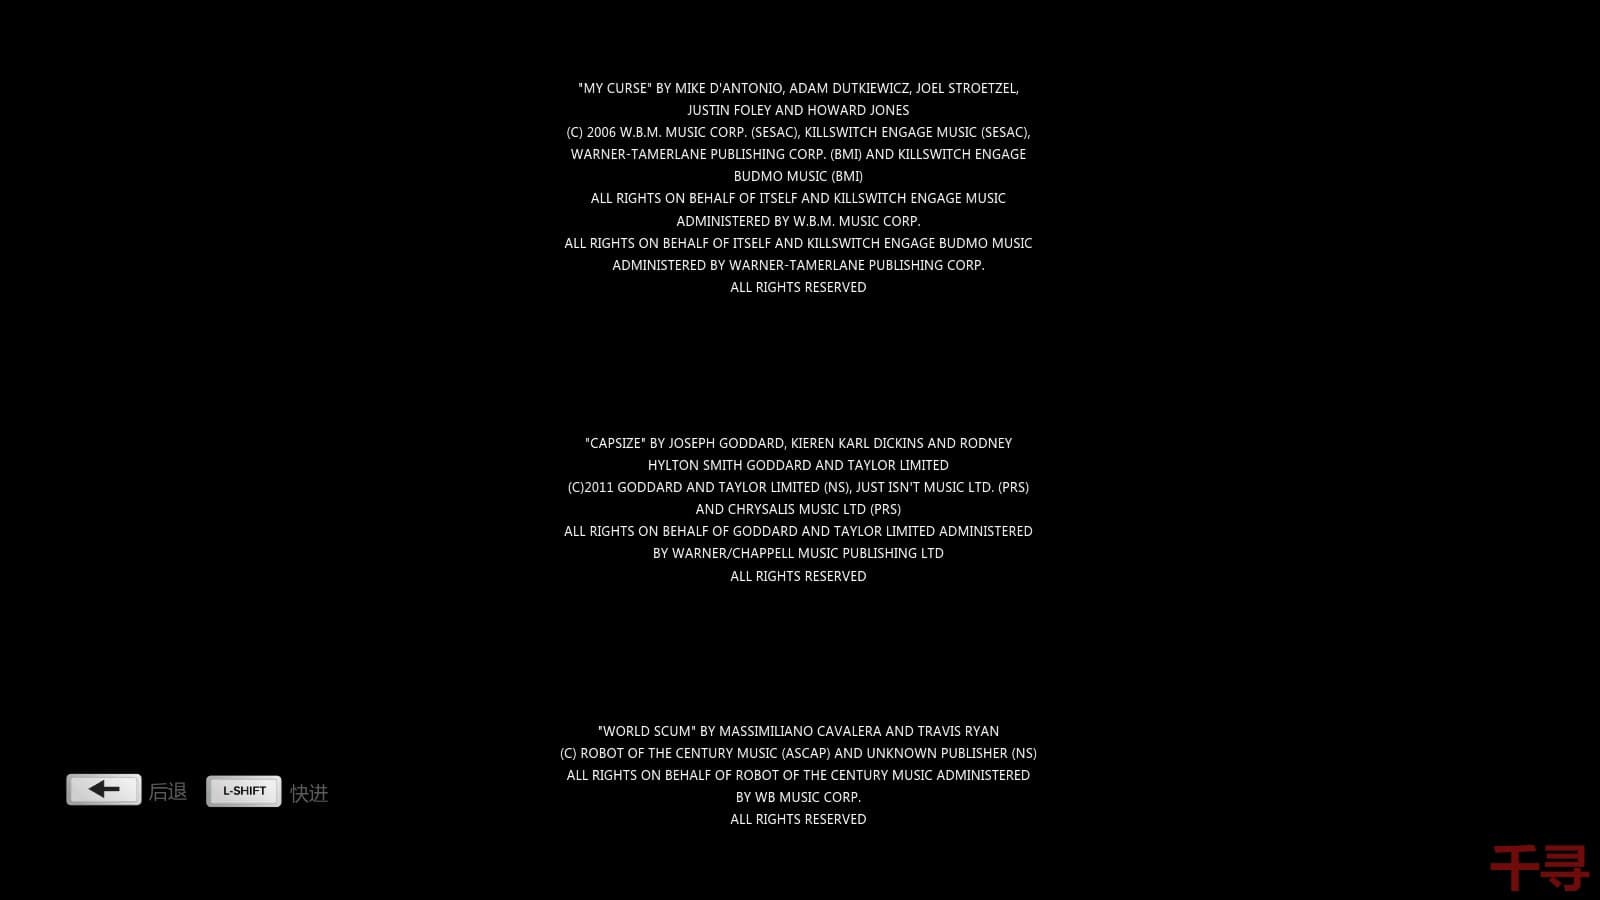 "MY CURSE" BY MIKE D'ANTONIO, ADAM DUTKIEWICZ, JOEL STROETZEL,
JUSTIN FOLEY AND HOWARD JONES
(C) 2006 W.B.M. MUSIC CORP. (SESAC), KILLSWITCH ENGAGE MUSIC (SESAC),
WARNER-TAMERLANE PUBLISHING CORP. (BMI) AND KILLSWITCH ENGAGE
BUDMO MUSIC (BMI)
ALL RIGHTS ON BEHALF OF ITSELF AND KILLSWITCH ENGAGE MUSIC
ADMINISTERED BY W.B.M. MUSIC CORP.
ALL RIGHTS ON BEHALF OF ITSELF AND KILLSWITCH ENGAGE BUDMO MUSIC
ADMINISTERED BY WARNER-TAMERLANE PUBLISHING CORP.
ALL RIGHTS RESERVED
"CAPSIZE" BY JOSEPH GODDARD, KIEREN KARL DICKINS AND RODNEY
HYLTON SMITH GODDARD AND TAYLOR LIMITED
(C)2011 GODDARD AND TAYLOR LIMITED (NS), JUST ISN'T MUSIC LTD. (PRS)
AND CHRYSALIS MUSIC LTD (PRS)
ALL RIGHTS ON BEHALF OF GODDARD AND TAYLOR LIMITED ADMINISTERED
BY WARNER/CHAPPELL MUSIC PUBLISHING LTD
ALL RIGHTS RESERVED
"WORLD SCUM" BY MASSIMILIANO CAVALERA AND TRAVIS RYAN
(C) ROBOT OF THE CENTURY MUSIC (ASCAP) AND UNKNOWN PUBLISHER (NS)
ALL RIGHTS ON BEHALF OF ROBOT OF THE CENTURY MUSIC ADMINISTERED
BY WB MUSIC CORP.
ALL RIGHTS RESERVED
后退 L-SHIFT 快进
千寻